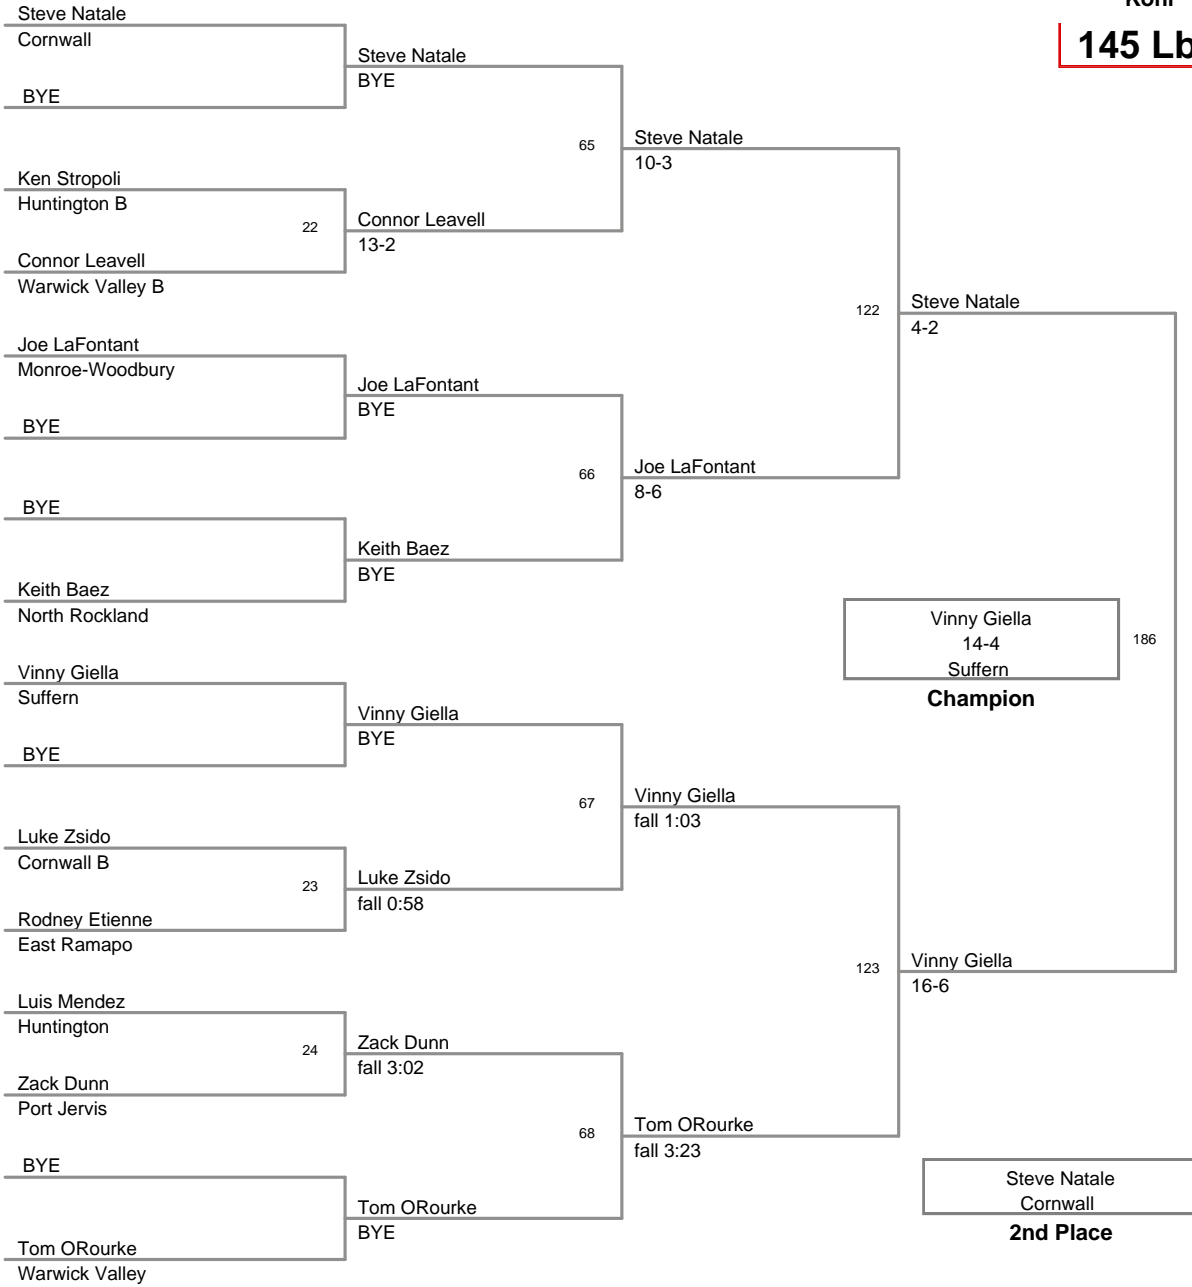 Steve Natale
Cornwall
BYE
Ken Stropoli
Huntington B
22
Connor Leavell
Warwick Valley B
Joe LaFontant
Monroe-Woodbury
BYE
BYE
Keith Baez
North Rockland
Vinny Giella
Suffern
BYE
Luke Zsido
Cornwall B
23
Rodney Etienne
East Ramapo
Luis Mendez
Huntington
24
Zack Dunn
Port Jervis
BYE
Tom ORourke
Warwick Valley
Steve Natale
BYE
65
Connor Leavell
13-2
Joe LaFontant
BYE
66
Keith Baez
BYE
Vinny Giella
BYE
67
Luke Zsido
fall 0:58
Zack Dunn
fall 3:02
68
Tom ORourke
BYE
Steve Natale
10-3
122
Joe LaFontant
8-6
Vinny Giella
fall 1:03
123
Tom ORourke
fall 3:23
Steve Natale
4-2
Vinny Giella
14-4
Suffern
186
Champion
Vinny Giella
16-6
Steve Natale
Cornwall
2nd Place
145 Lb